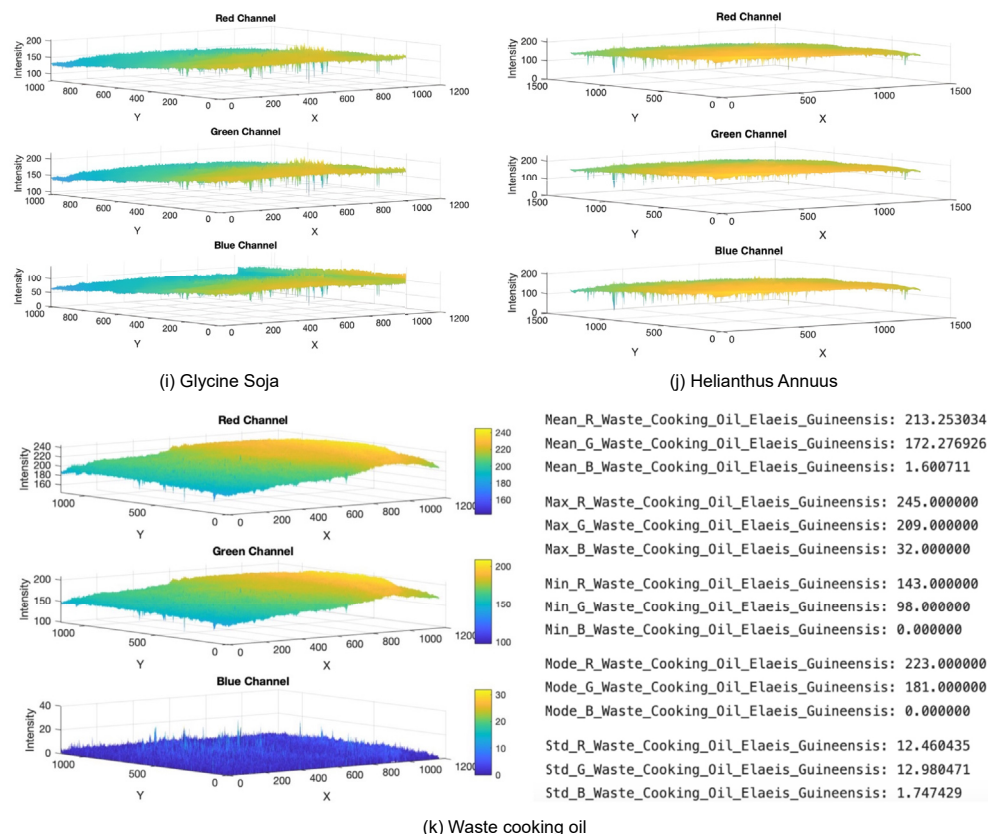 Red Channel
200
150
100
Intensity
1000
800
600
400
200
0
Y
0
200
400
600
800
1000
1200
X
Green Channel
200
150
100
Intensity
1000
800
600
400
200
0
Y
0
200
400
600
800
1000
1200
X
Blue Channel
100
50
0
Intensity
1000
800
600
400
200
0
Y
0
200
400
600
800
1000
1200
X
(i) Glycine Soja
Red Channel
200
100
0
Intensity
1500
1000
500
0
Y
0
500
1000
1500
X
Green Channel
200
100
0
Intensity
1500
1000
500
0
Y
0
500
1000
1500
X
Blue Channel
200
100
0
Intensity
1500
1000
500
0
Y
0
500
1000
1500
X
(j) Helianthus Annuus
Red Channel
240
220
200
180
160
Intensity
1000
500
0
Y
0
200
400
600
800
1000
1200
X
240
220
200
180
160
Green Channel
200
150
100
Intensity
1000
500
0
Y
0
200
400
600
800
1000
1200
X
200
150
100
Blue Channel
40
20
0
Intensity
1000
500
0
Y
0
200
400
600
800
1000
1200
X
30
20
10
0
Mean_R_Waste_Cooking_Oil_Elaeis_Guineensis: 213.253034
Mean_G_Waste_Cooking_Oil_Elaeis_Guineensis: 172.276926
Mean_B_Waste_Cooking_Oil_Elaeis_Guineensis: 1.600711
Max_R_Waste_Cooking_Oil_Elaeis_Guineensis: 245.000000
Max_G_Waste_Cooking_Oil_Elaeis_Guineensis: 209.000000
Max_B_Waste_Cooking_Oil_Elaeis_Guineensis: 32.000000
Min_R_Waste_Cooking_Oil_Elaeis_Guineensis: 143.000000
Min_G_Waste_Cooking_Oil_Elaeis_Guineensis: 98.000000
Min_B_Waste_Cooking_Oil_Elaeis_Guineensis: 0.000000
Mode_R_Waste_Cooking_Oil_Elaeis_Guineensis: 223.000000
Mode_G_Waste_Cooking_Oil_Elaeis_Guineensis: 181.000000
Mode_B_Waste_Cooking_Oil_Elaeis_Guineensis: 0.000000
Std_R_Waste_Cooking_Oil_Elaeis_Guineensis: 12.460435
Std_G_Waste_Cooking_Oil_Elaeis_Guineensis: 12.980471
Std_B_Waste_Cooking_Oil_Elaeis_Guineensis: 1.747429
(k) Waste cooking oil